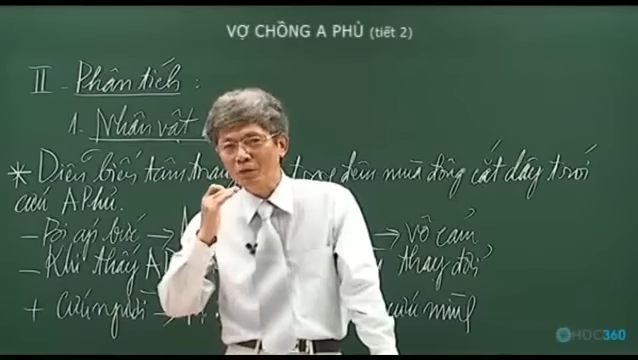 VỢ CHỒNG A PHỦ (tiết 2)
II - Phân tích :
1. Nhân vật
* Diễn biến tâm trạng trong đêm mùa đông cắt dây trói
cứu A Phủ.
- Bị áp bức → → vô cảm
- Khi thấy A thay đổi
+ Cứu người → cứu mình
HOC360